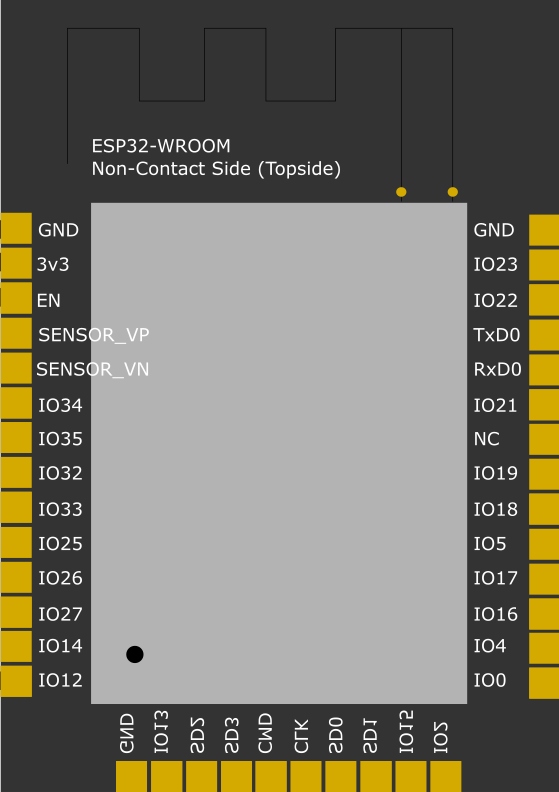 ESP32-WROOM
Non-Contact Side (Topside)
GND
3v3
EN
SENSOR_VP
SENSOR_VN
IO34
IO35
IO32
IO33
IO25
IO26
IO27
IO14
IO12
GND
IO23
IO22
TxD0
RxD0
IO21
NC
IO19
IO18
IO5
IO17
IO16
IO4
IO0
GND
IO13
SD2
SD3
CMD
CLK
SD0
SD1
IO15
IO2